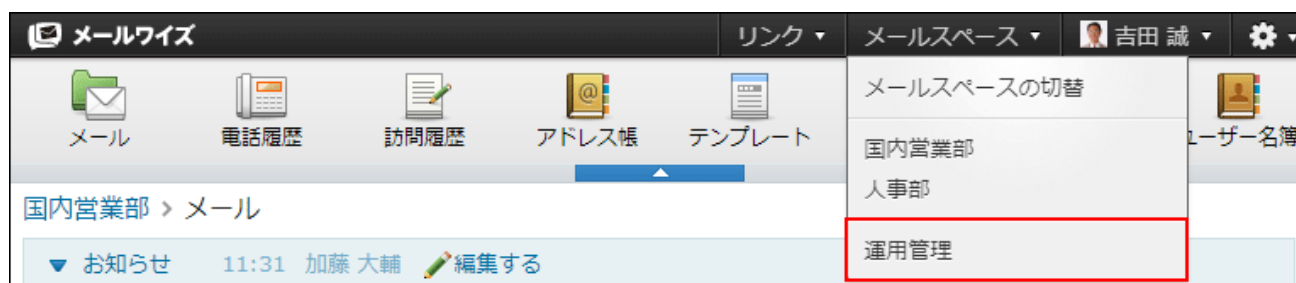 メールワイズ リンク ▼ メールスペース ▼ 吉田 誠 ▼
メールスペースの切替
メール 電話履歴 訪問履歴 アドレス帳 テンプレート ーザー名簿
国内営業部
人事部
国内営業部 > メール
運用管理
▼ お知らせ 11:31 加藤 大輔 編集する